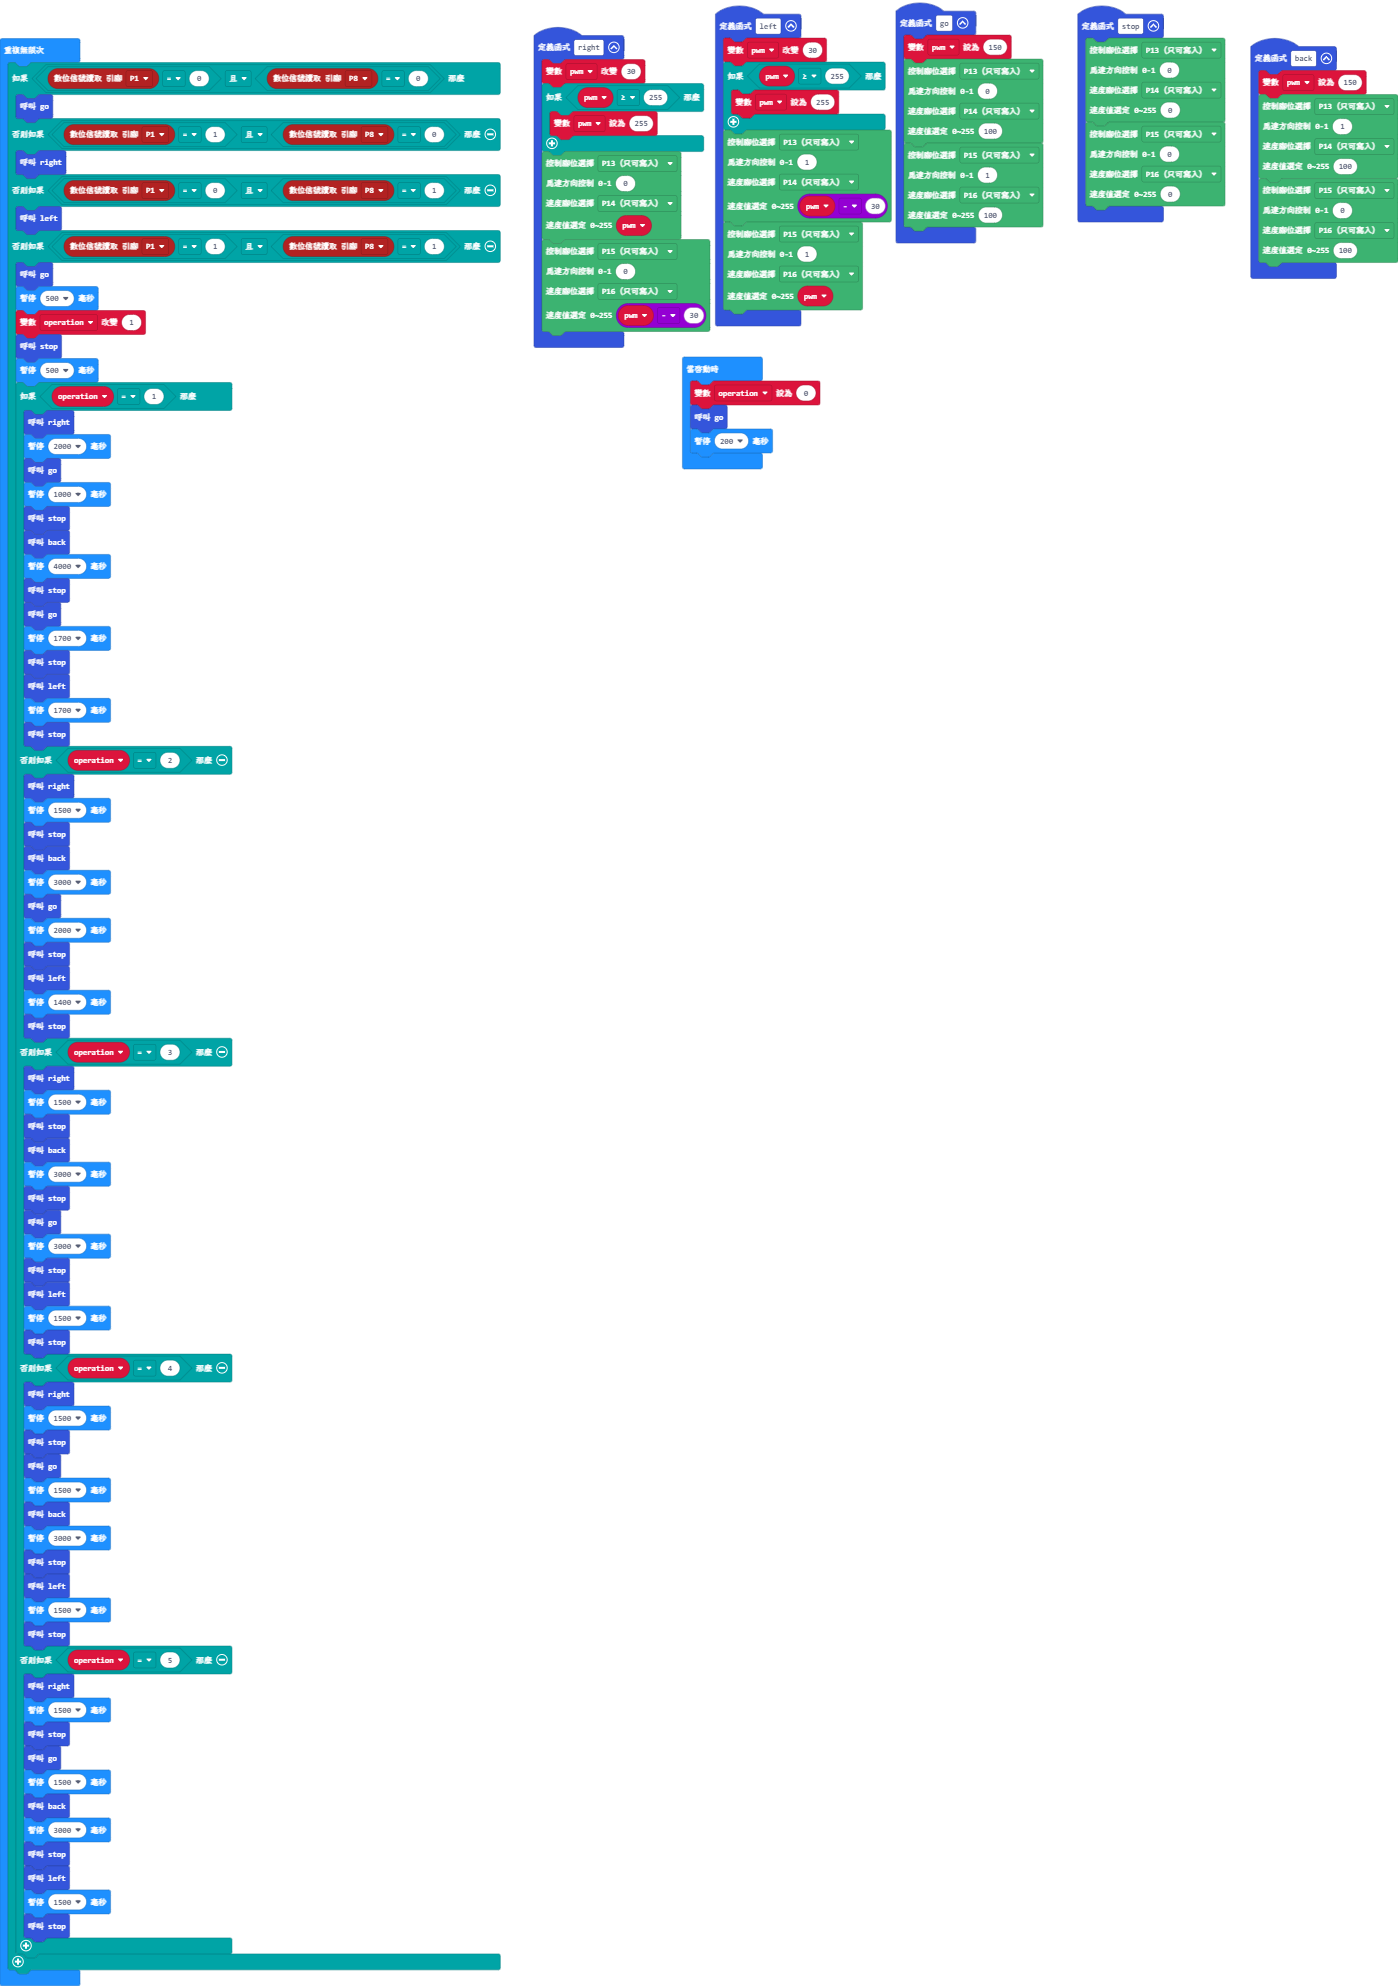 重複無限次
如果 數位信號讀取 引腳 P1 = 0 且 數位信號讀取 引腳 P8 = 0 那麼
呼叫 go
否則如果 數位信號讀取 引腳 P1 = 1 且 數位信號讀取 引腳 P8 = 0 那麼
呼叫 right
否則如果 數位信號讀取 引腳 P1 = 0 且 數位信號讀取 引腳 P8 = 1 那麼
呼叫 left
否則如果 數位信號讀取 引腳 P1 = 1 且 數位信號讀取 引腳 P8 = 1 那麼
呼叫 go
暫停 500 毫秒
變數 operation 改變 1
呼叫 stop
暫停 500 毫秒
如果 operation = 1 那麼
呼叫 right
暫停 2000 毫秒
呼叫 go
暫停 1000 毫秒
呼叫 stop
呼叫 back
暫停 4000 毫秒
呼叫 stop
呼叫 go
暫停 1700 毫秒
呼叫 stop
呼叫 left
暫停 1700 毫秒
呼叫 stop
否則如果 operation = 2 那麼
呼叫 right
暫停 1500 毫秒
呼叫 stop
呼叫 back
暫停 3000 毫秒
呼叫 go
暫停 2000 毫秒
呼叫 stop
呼叫 left
暫停 1400 毫秒
呼叫 stop
否則如果 operation = 3 那麼
呼叫 right
暫停 1500 毫秒
呼叫 stop
呼叫 back
暫停 3000 毫秒
呼叫 stop
呼叫 go
暫停 3000 毫秒
呼叫 stop
呼叫 left
暫停 1500 毫秒
呼叫 stop
否則如果 operation = 4 那麼
呼叫 right
暫停 1500 毫秒
呼叫 stop
呼叫 go
暫停 1500 毫秒
呼叫 back
暫停 3000 毫秒
呼叫 stop
呼叫 left
暫停 1500 毫秒
呼叫 stop
否則如果 operation = 5 那麼
呼叫 right
暫停 1500 毫秒
呼叫 stop
呼叫 go
暫停 1500 毫秒
呼叫 back
暫停 3000 毫秒
呼叫 stop
呼叫 left
暫停 1500 毫秒
呼叫 stop
定義函式 right
變數 pwm 改變 30
如果 pwm ≥ 255 那麼
變數 pwm 設為 255
控制腳位選擇 P13 (只可寫入)
馬達方向控制 0-1 0
速度腳位選擇 P14 (只可寫入)
速度值選定 0~255 pwm
控制腳位選擇 P15 (只可寫入)
馬達方向控制 0-1 0
速度腳位選擇 P16 (只可寫入)
速度值選定 0~255 pwm - 30
定義函式 left
變數 pwm 改變 30
如果 pwm ≥ 255 那麼
變數 pwm 設為 255
控制腳位選擇 P13 (只可寫入)
馬達方向控制 0-1 1
速度腳位選擇 P14 (只可寫入)
速度值選定 0~255 pwm - 30
控制腳位選擇 P15 (只可寫入)
馬達方向控制 0-1 1
速度腳位選擇 P16 (只可寫入)
速度值選定 0~255 pwm
定義函式 go
變數 pwm 設為 150
控制腳位選擇 P13 (只可寫入)
馬達方向控制 0-1 0
速度腳位選擇 P14 (只可寫入)
速度值選定 0~255 100
控制腳位選擇 P15 (只可寫入)
馬達方向控制 0-1 1
速度腳位選擇 P16 (只可寫入)
速度值選定 0~255 100
定義函式 stop
控制腳位選擇 P13 (只可寫入)
馬達方向控制 0-1 0
速度腳位選擇 P14 (只可寫入)
速度值選定 0~255 0
控制腳位選擇 P15 (只可寫入)
馬達方向控制 0-1 0
速度腳位選擇 P16 (只可寫入)
速度值選定 0~255 0
定義函式 back
變數 pwm 設為 150
控制腳位選擇 P13 (只可寫入)
馬達方向控制 0-1 1
速度腳位選擇 P14 (只可寫入)
速度值選定 0~255 100
控制腳位選擇 P15 (只可寫入)
馬達方向控制 0-1 0
速度腳位選擇 P16 (只可寫入)
速度值選定 0~255 100
當啓動時
變數 operation 設為 0
呼叫 go
暫停 200 毫秒